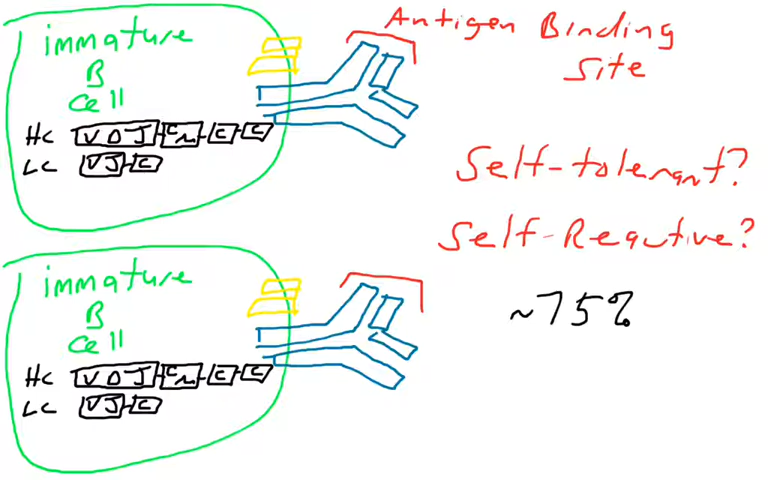 immature
B
Cell
Hc VDJ Cμ C C
LC VJ C
Antigen Binding
Site
Self-tolerant?
Self-Reactive?
~75%
immature
B
Cell
Hc VDJ Cμ C C
LC VJ C